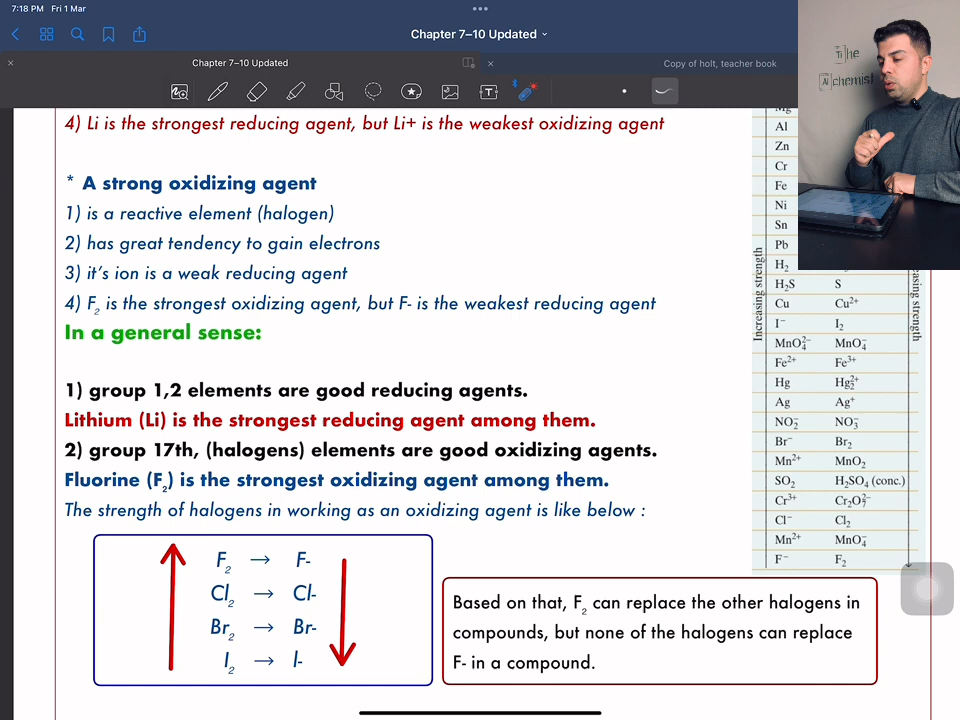 7:18 PM Fri 1 Mar
Chapter 7–10 Updated
Chapter 7–10 Updated
Copy of holt, teacher book
[Ti]he
[Al]chemist
4) Li is the strongest reducing agent, but Li+ is the weakest oxidizing agent
* A strong oxidizing agent
1) is a reactive element (halogen)
2) has great tendency to gain electrons
3) it's ion is a weak reducing agent
4) F₂ is the strongest oxidizing agent, but F- is the weakest reducing agent
In a general sense:
1) group 1,2 elements are good reducing agents.
Lithium (Li) is the strongest reducing agent among them.
2) group 17th, (halogens) elements are good oxidizing agents.
Fluorine (F₂) is the strongest oxidizing agent among them.
The strength of halogens in working as an oxidizing agent is like below :
F₂ → F-
Cl₂ → Cl-
Br₂ → Br-
I₂ → I-
Based on that, F₂ can replace the other halogens in
compounds, but none of the halogens can replace
F- in a compound.
Increasing strength
Mg
Al
Zn
Cr
Fe
Ni
Sn
Pb
H₂
H₂S S
Cu Cu²⁺
I⁻ I₂
MnO₄²⁻ MnO₄⁻
Fe²⁺ Fe³⁺
Hg Hg₂²⁺
Ag Ag⁺
NO₂⁻ NO₃⁻
Br⁻ Br₂
Mn²⁺ MnO₂
SO₂ H₂SO₄ (conc.)
Cr³⁺ Cr₂O₇²⁻
Cl⁻ Cl₂
Mn²⁺ MnO₄⁻
F⁻ F₂
strength